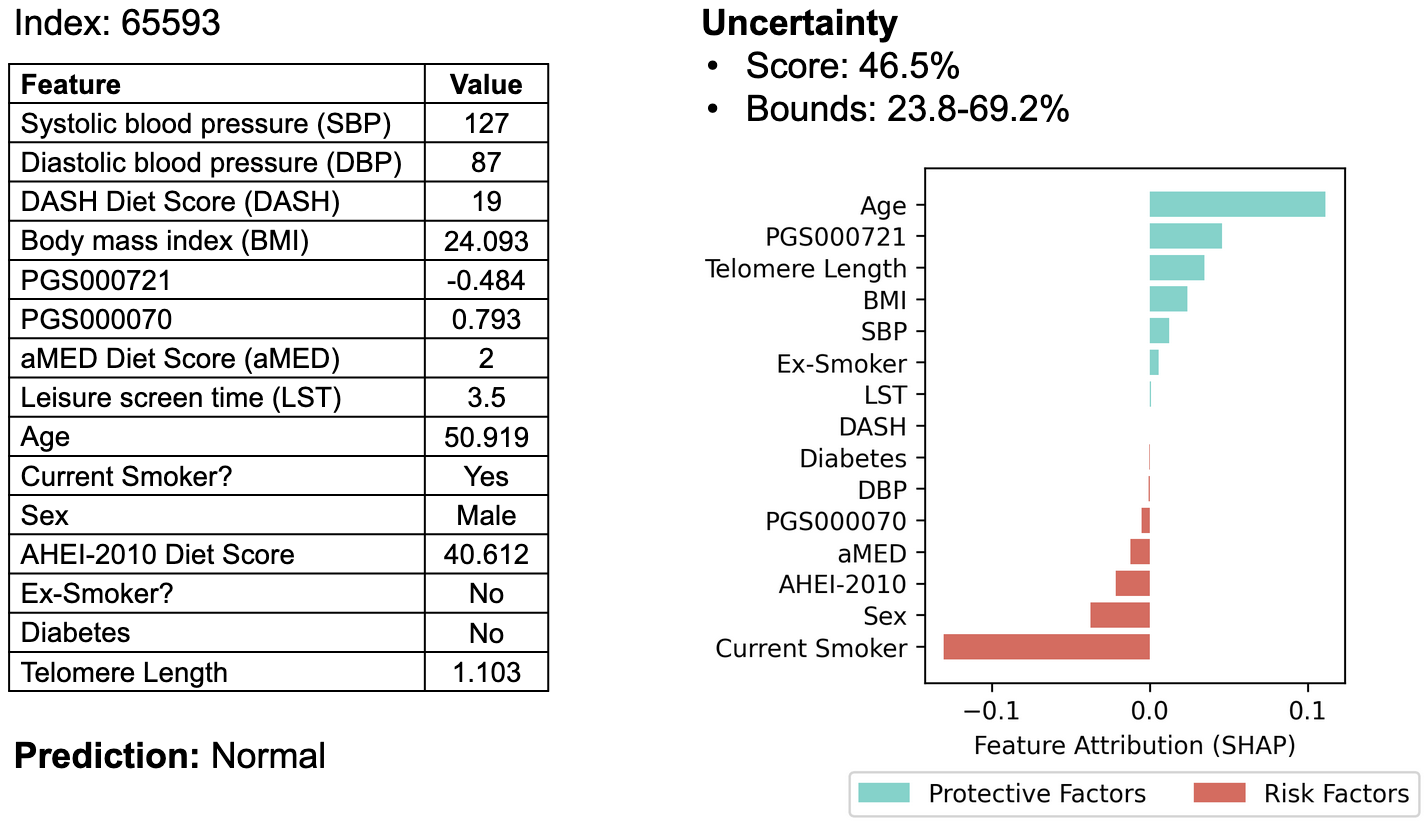 Index: 65593
Feature Value
Systolic blood pressure (SBP) 127
Diastolic blood pressure (DBP) 87
DASH Diet Score (DASH) 19
Body mass index (BMI) 24.093
PGS000721 -0.484
PGS000070 0.793
aMED Diet Score (aMED) 2
Leisure screen time (LST) 3.5
Age 50.919
Current Smoker? Yes
Sex Male
AHEI-2010 Diet Score 40.612
Ex-Smoker? No
Diabetes No
Telomere Length 1.103
Prediction: Normal
Uncertainty
• Score: 46.5%
• Bounds: 23.8-69.2%
Age
PGS000721
Telomere Length
BMI
SBP
Ex-Smoker
LST
DASH
Diabetes
DBP
PGS000070
aMED
AHEI-2010
Sex
Current Smoker
−0.1 0.0 0.1
Feature Attribution (SHAP)
Protective Factors Risk Factors